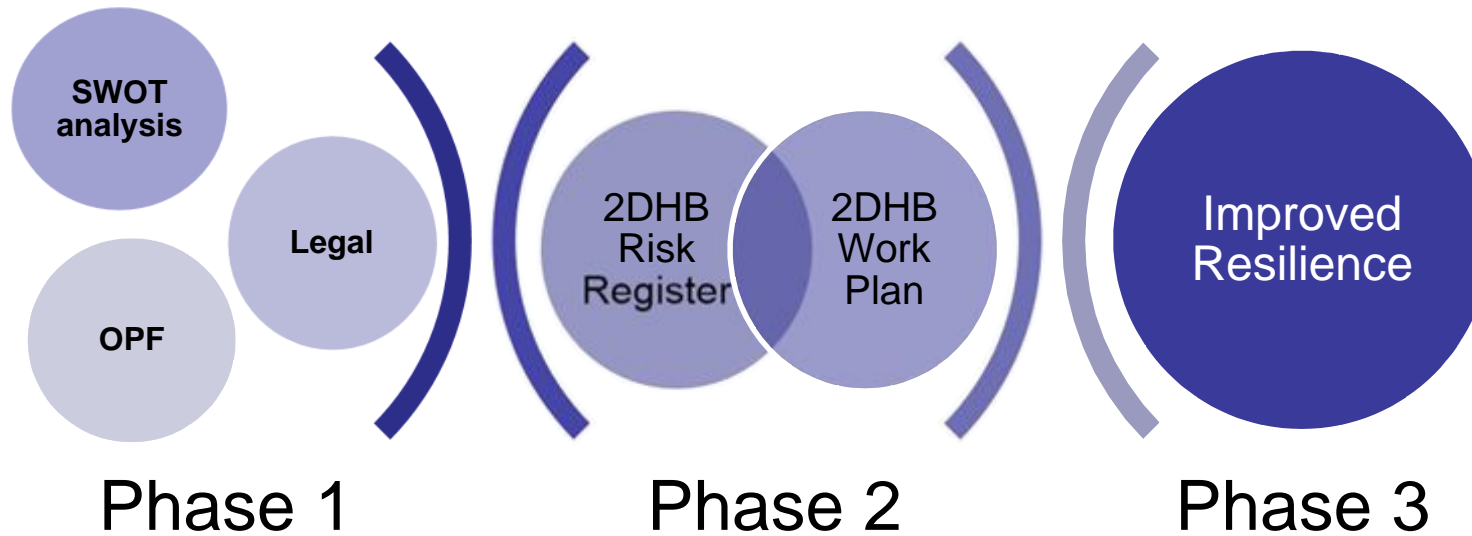 SWOT
analysis
Legal
OPF
Phase 1
2DHB
Risk
Register
2DHB
Work
Plan
Phase 2
Improved
Resilience
Phase 3